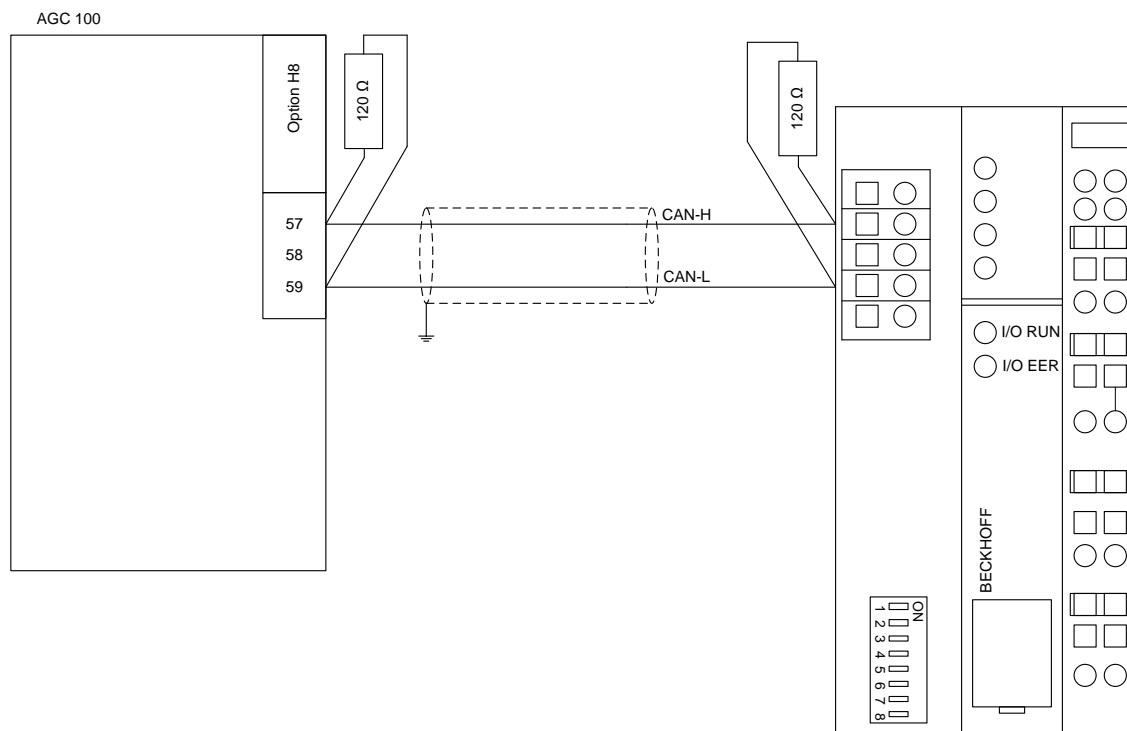 AGC 100
Option H8
120 Ω
120 Ω
57
58
59
CAN-H
CAN-L
I/O RUN
I/O EER
BECKHOFF
ON
1
2
3
4
5
6
7
8